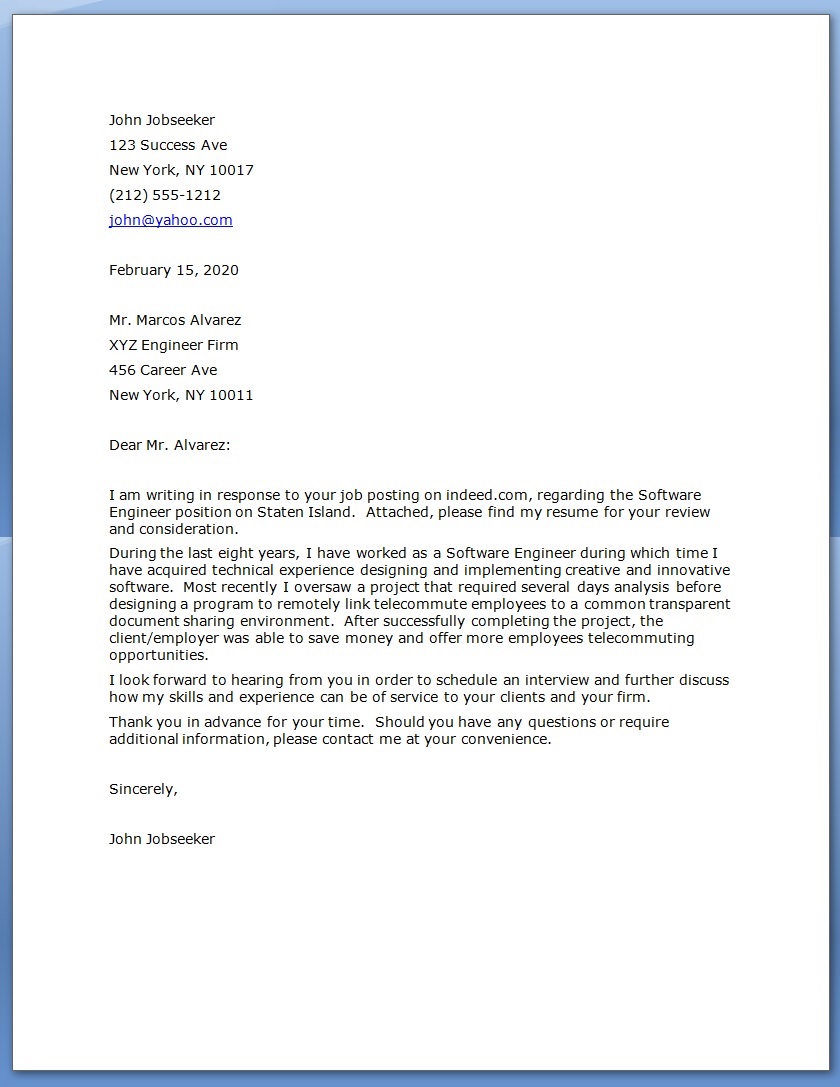 John Jobseeker
123 Success Ave
New York, NY 10017
(212) 555-1212
john@yahoo.com
February 15, 2020
Mr. Marcos Alvarez
XYZ Engineer Firm
456 Career Ave
New York, NY 10011
Dear Mr. Alvarez:
I am writing in response to your job posting on indeed.com, regarding the Software
Engineer position on Staten Island.  Attached, please find my resume for your review
and consideration.
During the last eight years, I have worked as a Software Engineer during which time I
have acquired technical experience designing and implementing creative and innovative
software.  Most recently I oversaw a project that required several days analysis before
designing a program to remotely link telecommute employees to a common transparent
document sharing environment.  After successfully completing the project, the
client/employer was able to save money and offer more employees telecommuting
opportunities.
I look forward to hearing from you in order to schedule an interview and further discuss
how my skills and experience can be of service to your clients and your firm.
Thank you in advance for your time.  Should you have any questions or require
additional information, please contact me at your convenience.
Sincerely,
John Jobseeker